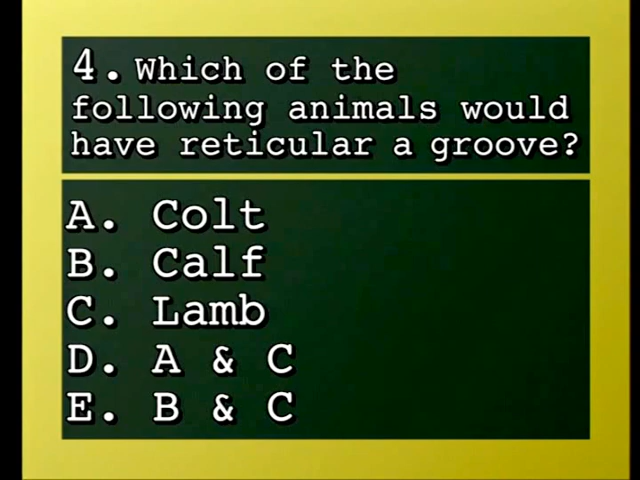 4. Which of the
following animals would
have reticular a groove?
A. Colt
B. Calf
C. Lamb
D. A & C
E. B & C